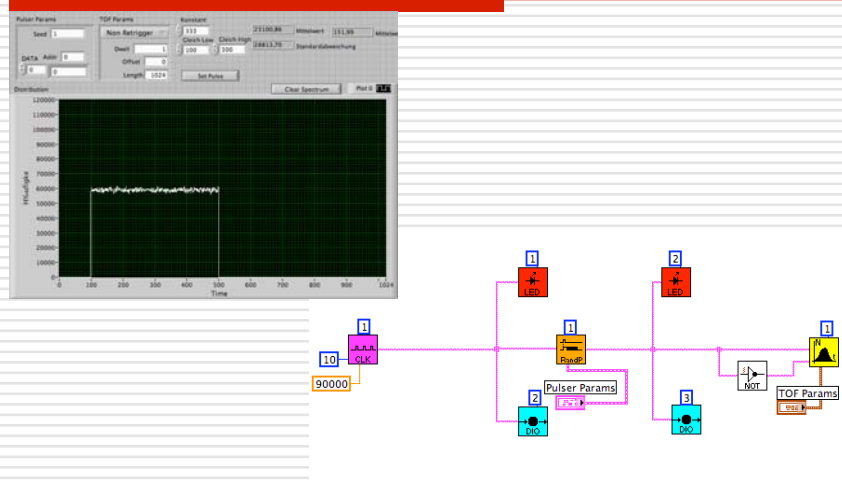 Pulser Params TOF Params Konstant
Seed 1 Non Retrigger 333 23100,86 Mittelwert 151,99
Gleich Low Gleich High 28813,70 Standardabweichung
DATA Addr 0 Dwell 1 100 300
0 0 Offset 0
Length 1024 Set Pulse
Distribution Clear Spectrum Plot 0
120000
110000
100000
90000
80000
70000
60000
50000
40000
30000
20000
10000
0
0 100 200 300 400 500 600 700 800 900 1024
Time
1 2
LED LED
1 1 1
10 CLK RandP N t
90000 NOT
Pulser Params TOF Params
2 3
DIO DIO